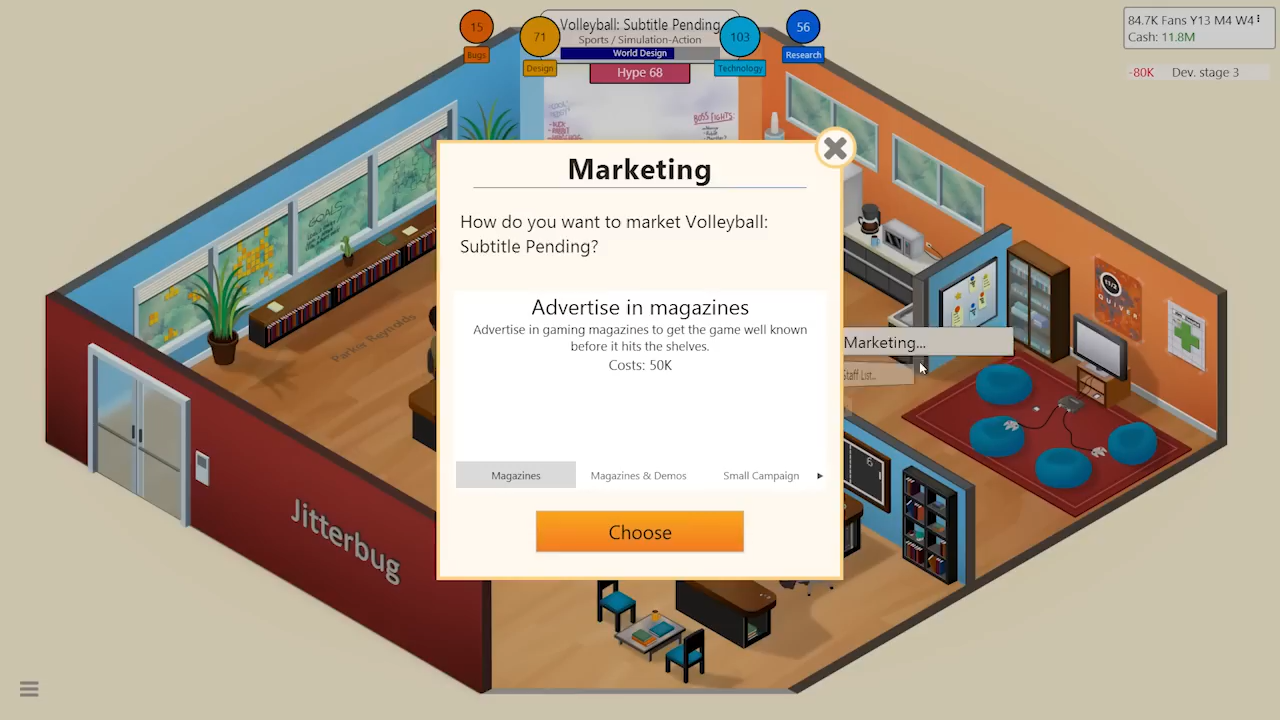 15
Bugs
71
Design
Volleyball: Subtitle Pending
Sports / Simulation-Action
World Design
Hype 68
103
Technology
56
Research
84.7K Fans Y13 M4 W4
Cash: 11.8M
-80K Dev. stage 3
BOSS FIGHTS:
GOALS
Parker Reynolds
Jitterbug
QUIVER
Marketing
How do you want to market Volleyball:
Subtitle Pending?
Advertise in magazines
Advertise in gaming magazines to get the game well known
before it hits the shelves.
Costs: 50K
Magazines
Magazines & Demos
Small Campaign
Choose
Marketing...
Staff List...